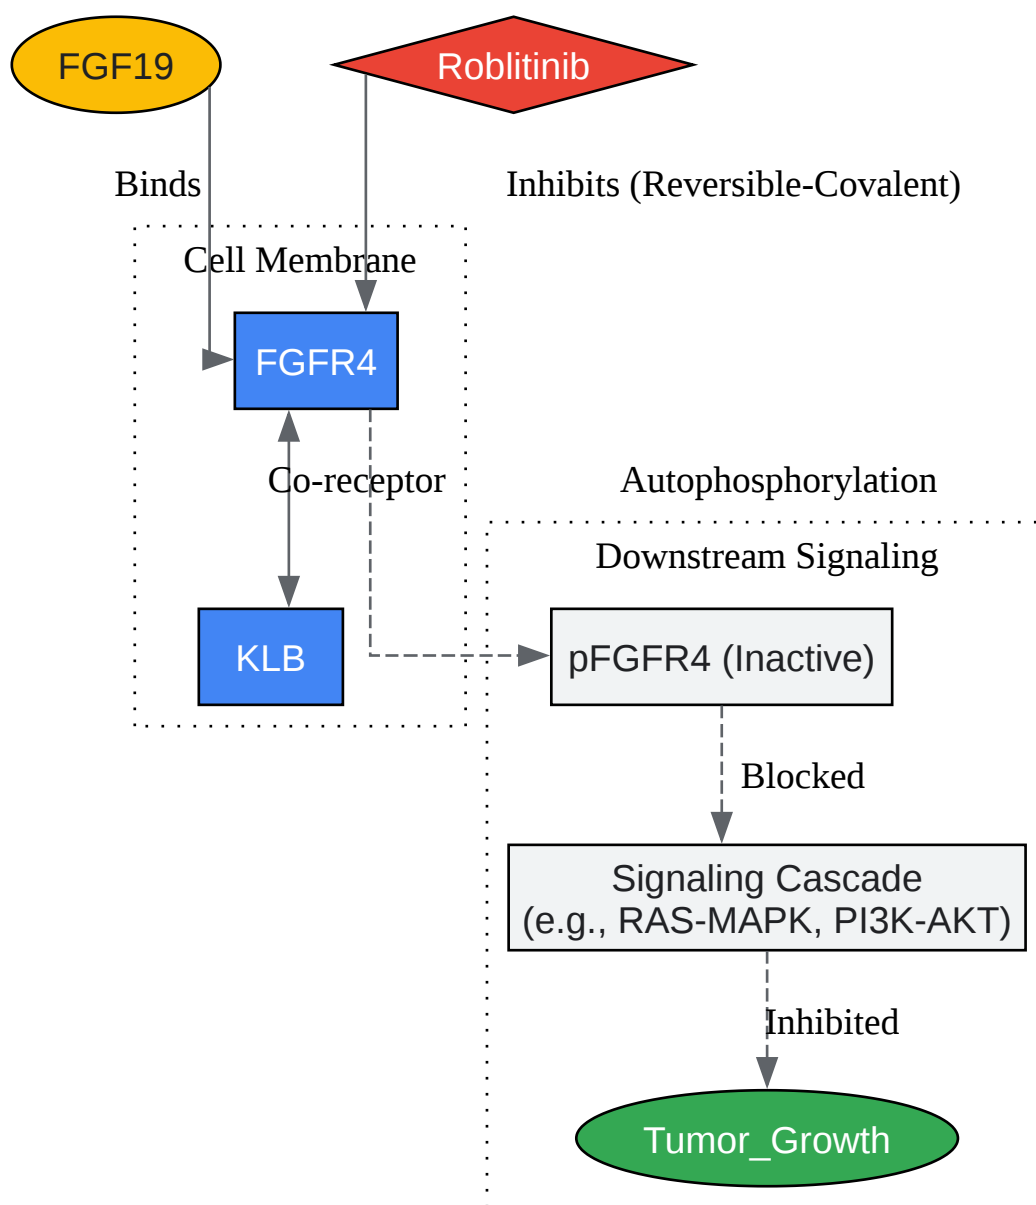 FGF19
Roblitinib
Binds
Inhibits (Reversible-Covalent)
Cell Membrane
FGFR4
Co-receptor
Autophosphorylation
Downstream Signaling
KLB
pFGFR4 (Inactive)
Blocked
Signaling Cascade
(e.g., RAS-MAPK, PI3K-AKT)
Inhibited
Tumor_Growth